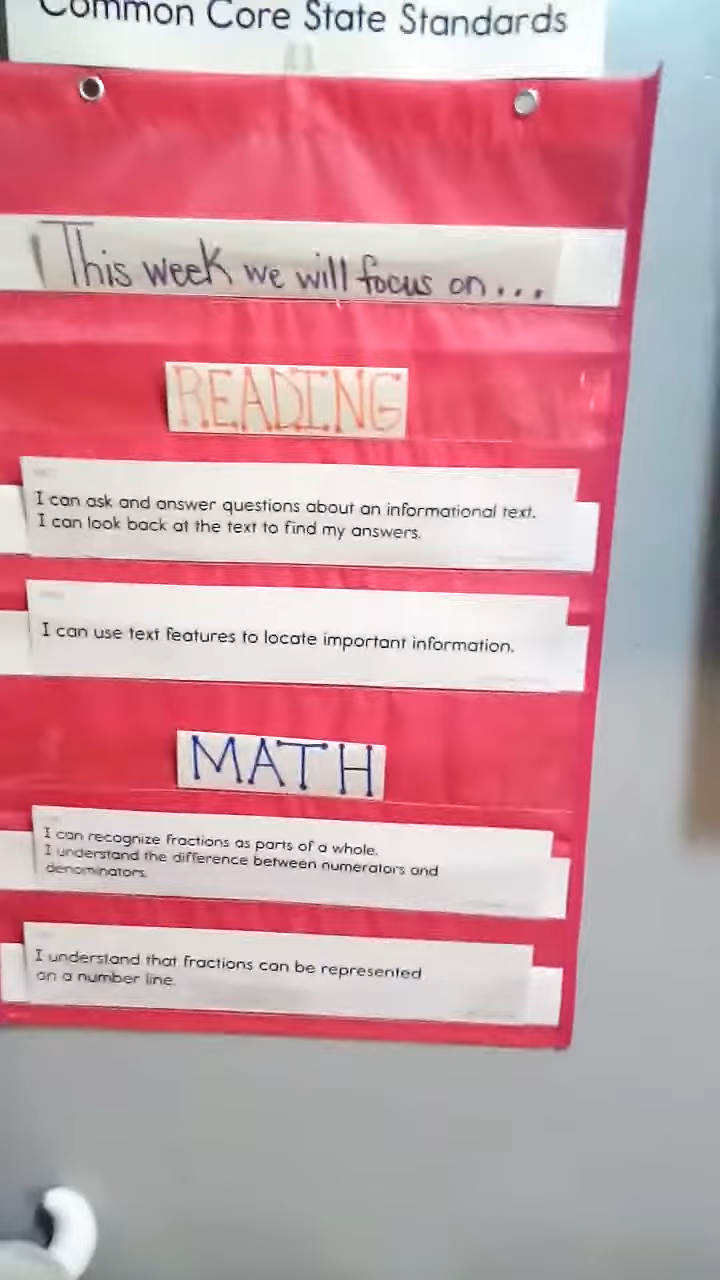 Common Core State Standards
This week we will focus on...
READING
I can ask and answer questions about an informational text.
I can look back at the text to find my answers.
I can use text features to locate important information.
MATH
I can recognize fractions as parts of a whole.
I understand the difference between numerators and
denominators.
I understand that fractions can be represented
on a number line.